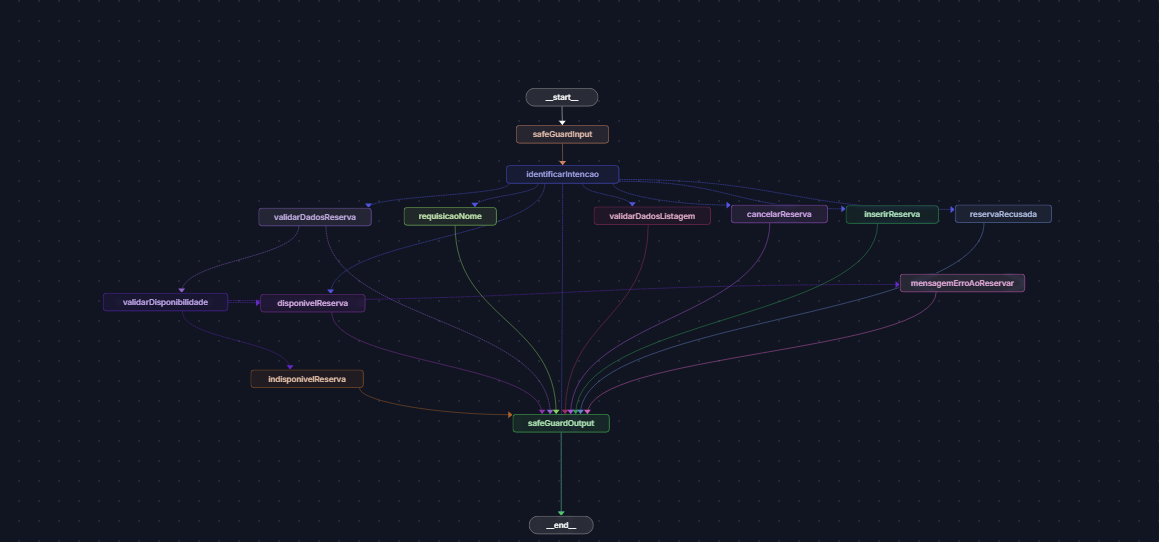 __start__
safeGuardInput
identificarIntencao
validarDadosReserva
requisicaoNome
validarDadosListagem
cancelarReserva
inserirReserva
reservaRecusada
validarDisponibilidade
disponivelReserva
mensagemErroAoReservar
indisponivelReserva
safeGuardOutput
__end__